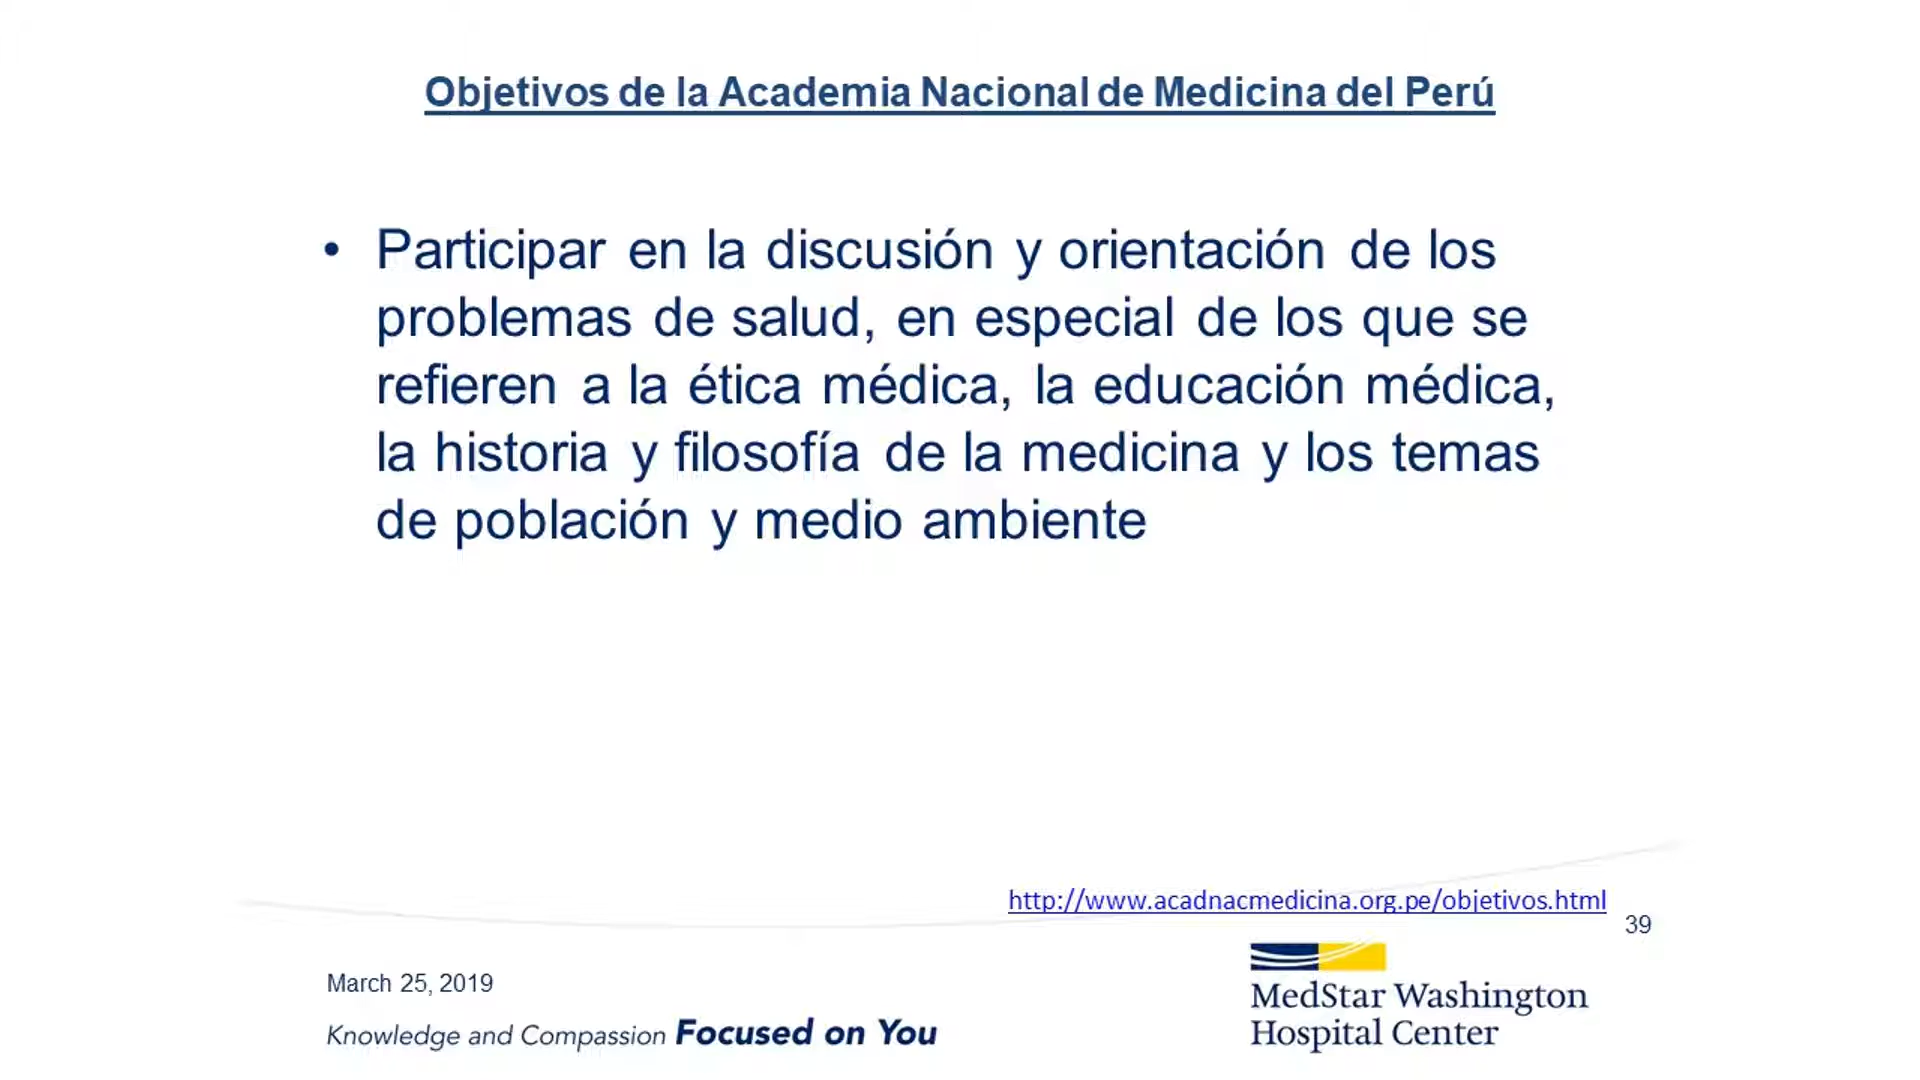 Objetivos de la Academia Nacional de Medicina del Perú
• Participar en la discusión y orientación de los
problemas de salud, en especial de los que se
refieren a la ética médica, la educación médica,
la historia y filosofía de la medicina y los temas
de población y medio ambiente
http://www.acadnacmedicina.org.pe/objetivos.html
39
March 25, 2019
Knowledge and Compassion Focused on You
MedStar Washington
Hospital Center